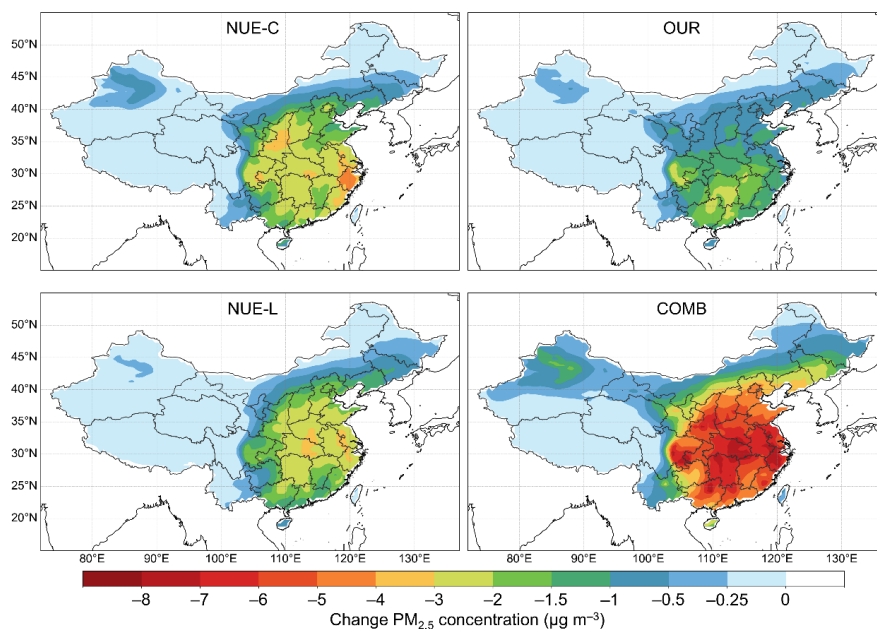 NUE-C
OUR
50°N
45°N
40°N
35°N
30°N
25°N
20°N
NUE-L
COMB
50°N
45°N
40°N
35°N
30°N
25°N
20°N
80°E 90°E 100°E 110°E 120°E 130°E 80°E 90°E 100°E 110°E 120°E 130°E
–8 –7 –6 –5 –4 –3 –2 –1.5 –1 –0.5 –0.25 0
Change PM2.5 concentration (µg m–3)